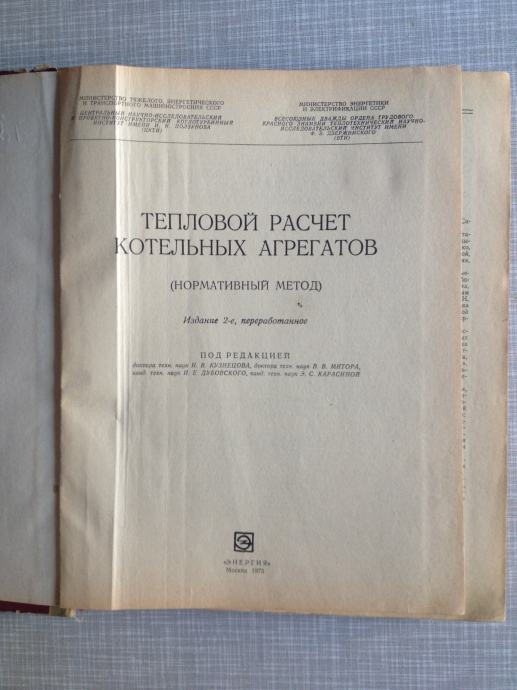 МИНИСТЕРСТВО ТЯЖЕЛОГО, ЭНЕРГЕТИЧЕСКОГО
И ТРАНСПОРТНОГО МАШИНОСТРОЕНИЯ СССР
ЦЕНТРАЛЬНЫЙ НАУЧНО-ИССЛЕДОВАТЕЛЬСКИЙ
И ПРОЕКТНО-КОНСТРУКТОРСКИЙ КОТЛОТУРБИННЫЙ
ИНСТИТУТ ИМЕНИ И. И. ПОЛЗУНОВА
(ЦКТИ)
МИНИСТЕРСТВО ЭНЕРГЕТИКИ
И ЭЛЕКТРИФИКАЦИИ СССР
ВСЕСОЮЗНЫЙ ДВАЖДЫ ОРДЕНА ТРУДОВОГО
КРАСНОГО ЗНАМЕНИ ТЕПЛОТЕХНИЧЕСКИЙ НАУЧНО-
ИССЛЕДОВАТЕЛЬСКИЙ ИНСТИТУТ ИМЕНИ
Ф. Э. ДЗЕРЖИНСКОГО
(ВТИ)
ТЕПЛОВОЙ РАСЧЕТ
КОТЕЛЬНЫХ АГРЕГАТОВ
(НОРМАТИВНЫЙ МЕТОД)
Издание 2-е, переработанное
ПОД РЕДАКЦИЕЙ
доктора техн. наук Н. В. КУЗНЕЦОВА, доктора техн. наук В. В. МИТОРА,
канд. техн. наук И. Е. ДУБОВСКОГО, канд. техн. наук Э. С. КАРАСИНОЙ
«ЭНЕРГИЯ»
Москва 1973